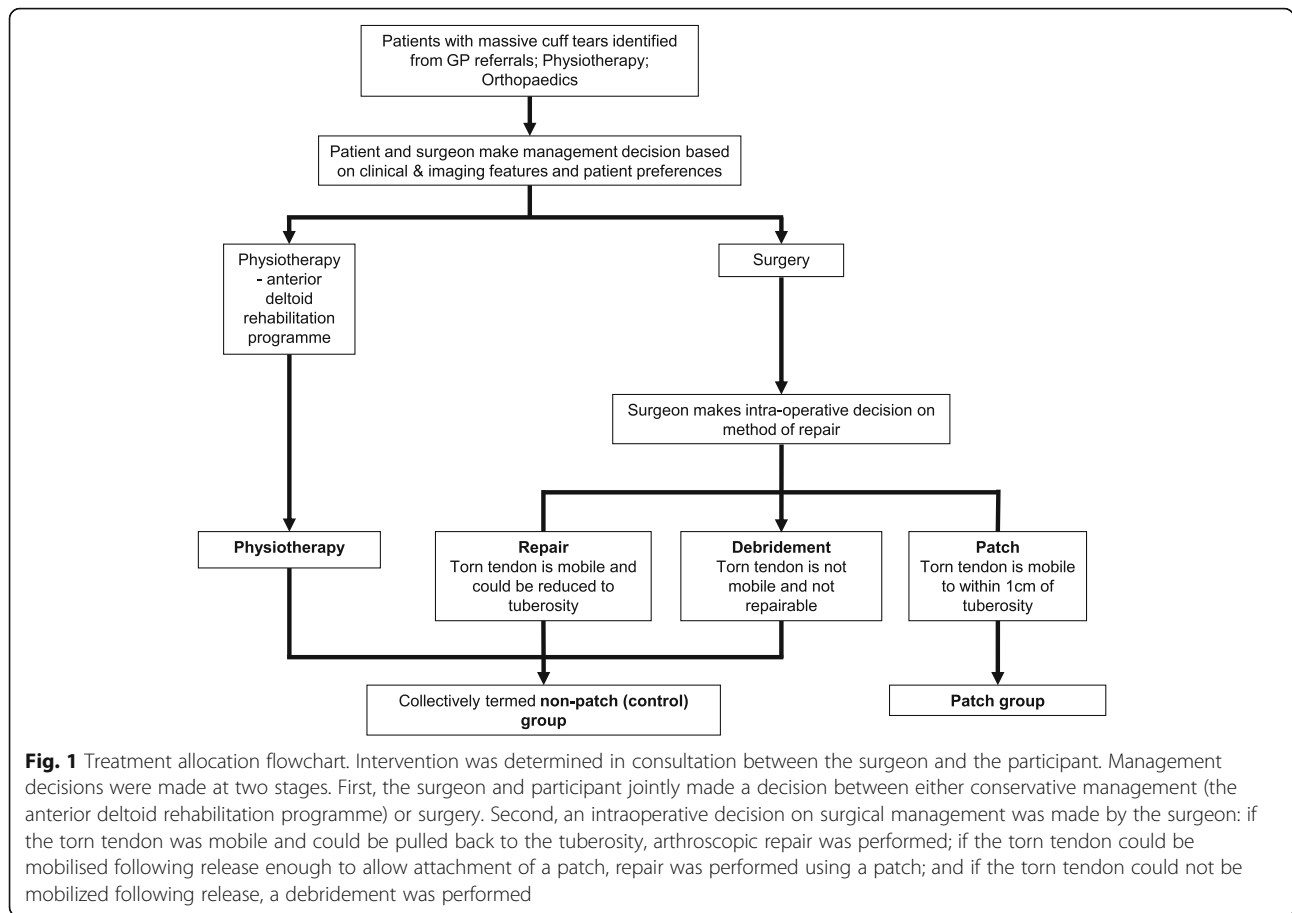 Patients with massive cuff tears identified
from GP referrals; Physiotherapy;
Orthopaedics
Patient and surgeon make management decision based
on clinical & imaging features and patient preferences
Physiotherapy
- anterior
deltoid
rehabilitation
programme
Surgery
Surgeon makes intra-operative decision on
method of repair
Physiotherapy
Repair
Torn tendon is mobile and
could be reduced to
tuberosity
Debridement
Torn tendon is not
mobile and not
repairable
Patch
Torn tendon is mobile
to within 1cm of
tuberosity
Collectively termed non-patch (control)
group
Patch group
Fig. 1 Treatment allocation flowchart. Intervention was determined in consultation between the surgeon and the participant. Management
decisions were made at two stages. First, the surgeon and participant jointly made a decision between either conservative management (the
anterior deltoid rehabilitation programme) or surgery. Second, an intraoperative decision on surgical management was made by the surgeon: if
the torn tendon was mobile and could be pulled back to the tuberosity, arthroscopic repair was performed; if the torn tendon could be
mobilised following release enough to allow attachment of a patch, repair was performed using a patch; and if the torn tendon could not be
mobilized following release, a debridement was performed